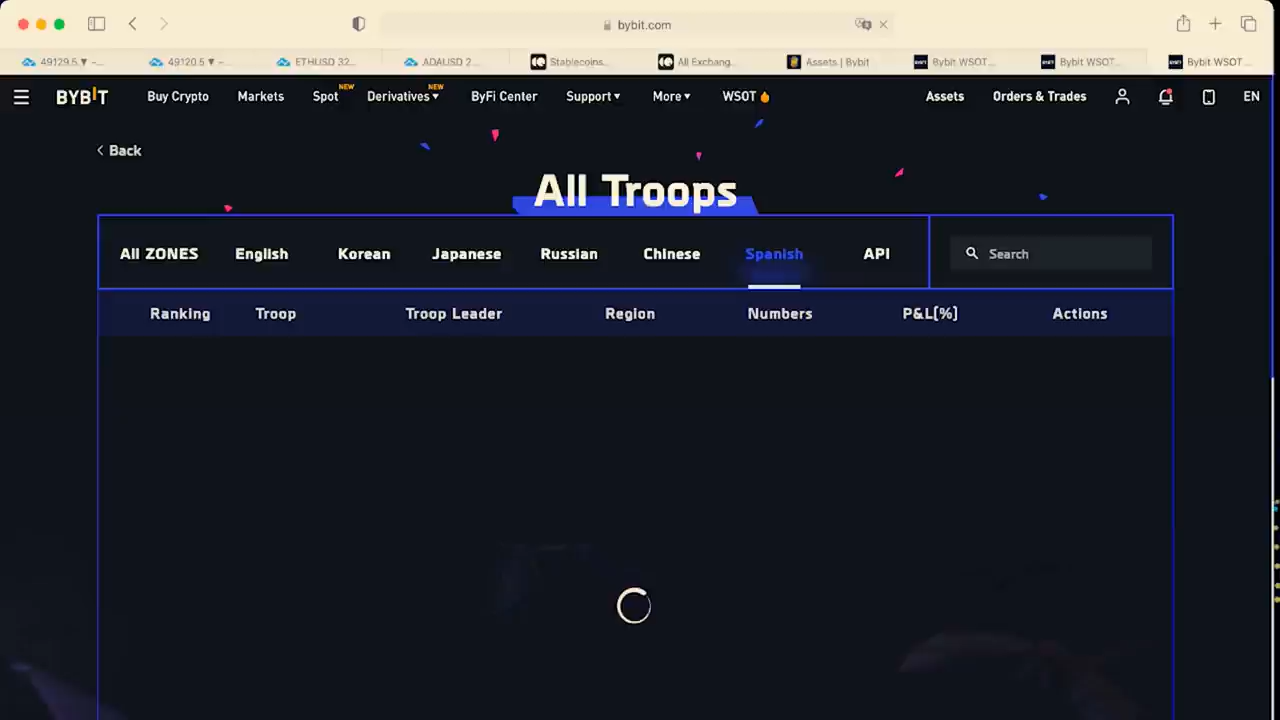 bybit.com
49129.5 ▼ –...
49120.5 ▼ –...
ETHUSD 32...
ADAUSD 2...
Stablecoins...
All Exchang...
Assets | Bybit
Bybit WSOT...
Bybit WSOT...
Bybit WSOT...
BYBIT
Buy Crypto
Markets
Spot NEW
Derivatives▾ NEW
ByFi Center
Support▾
More▾
WSOT
Assets
Orders & Trades
EN
< Back
All Troops
All ZONES
English
Korean
Japanese
Russian
Chinese
Spanish
API
Search
Ranking
Troop
Troop Leader
Region
Numbers
P&L[%]
Actions